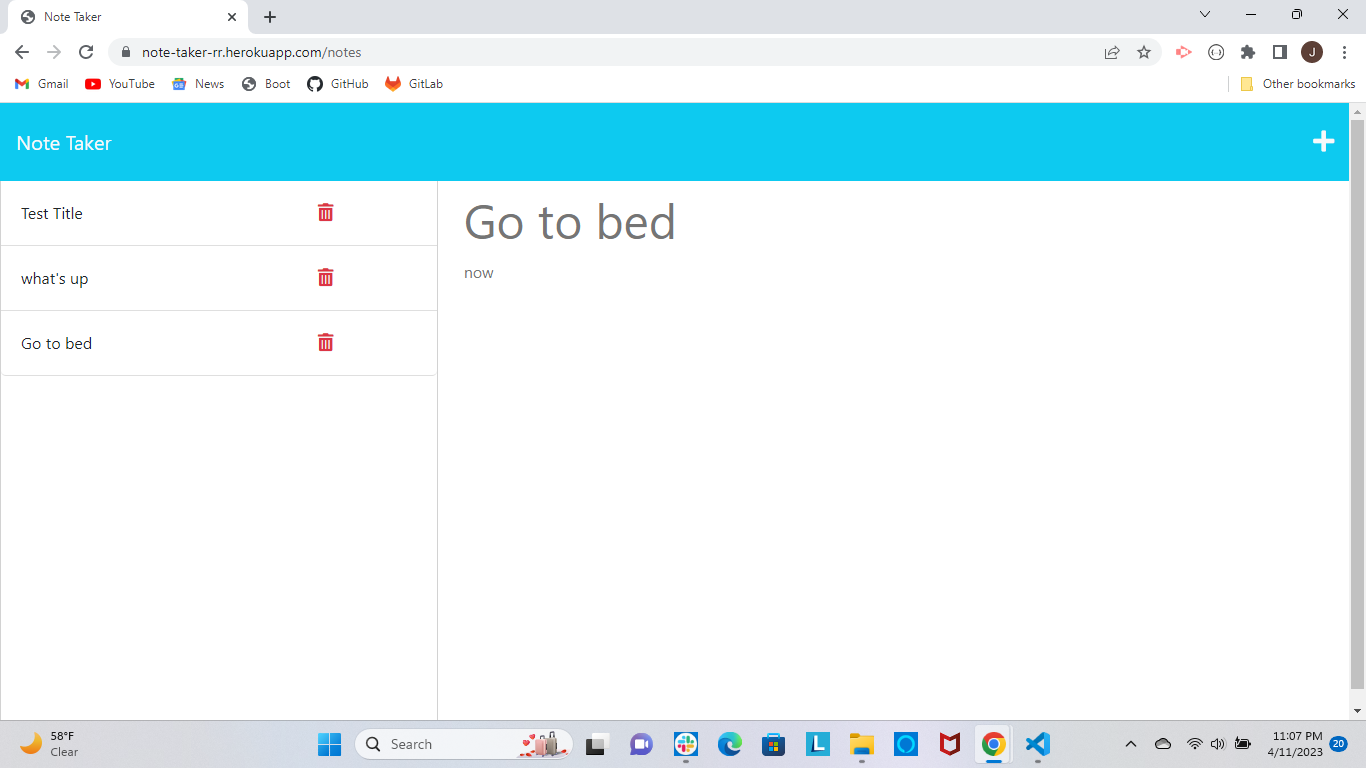 Note Taker
note-taker-rr.herokuapp.com/notes
J
Gmail YouTube News Boot GitHub GitLab Other bookmarks
Note Taker
Test Title
what's up
Go to bed
Go to bed
now
58°F
Clear
Search
L
11:07 PM
4/11/2023
20